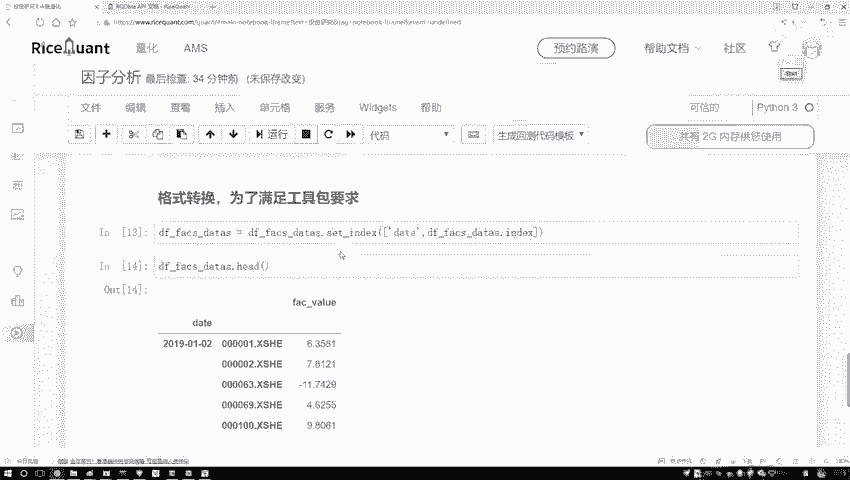 RQData API 文档 - RiceQuant
RiceQuant 量化 AMS 预约路演 帮助文档 社区
因子分析 最后检查: 34 分钟前 (未保存改变)
Start
文件 编辑 查看 插入 单元格 服务 Widgets 帮助 可信的 Python 3
运行 代码 生成回测代码模板 共有 2G 内存供您使用
格式转换，为了满足工具包要求
In [13]: df_facs_datas = df_facs_datas.set_index(['date',df_facs_datas.index])
In [14]: df_facs_datas.head()
Out[14]:
fac_value
date
2019-01-02 000001.XSHE 6.3581
000002.XSHE 7.8121
000063.XSHE -11.7429
000069.XSHE 4.6255
000100.XSHE 9.8061